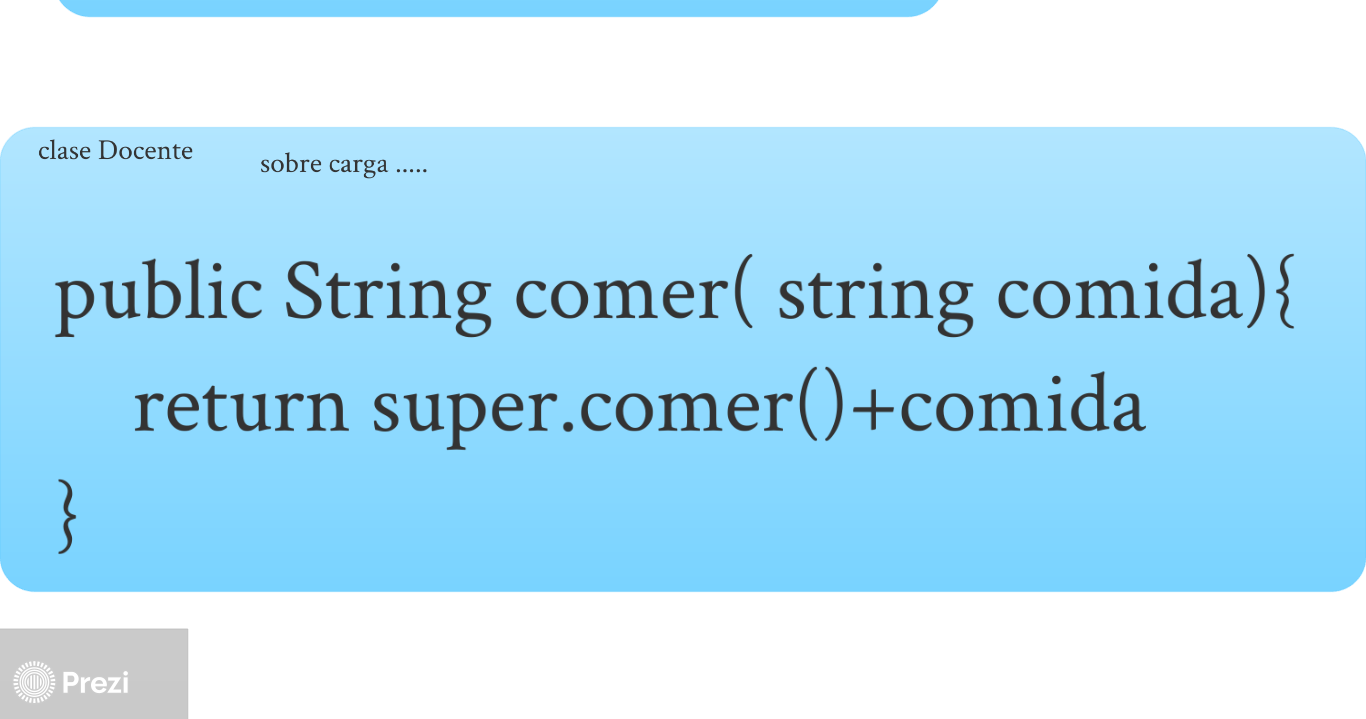 clase Docente
sobre carga .....
public String comer( string comida){
return super.comer()+comida
}
Prezi